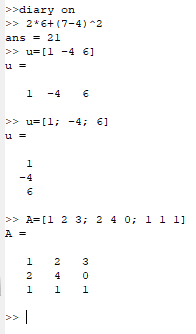 >>diary on
>> 2*6+(7-4)^2
ans = 21
>> u=[1 -4 6]
u =
1 -4 6
>> u=[1; -4; 6]
u =
1
-4
6
>> A=[1 2 3; 2 4 0; 1 1 1]
A =
1 2 3
2 4 0
1 1 1
>>